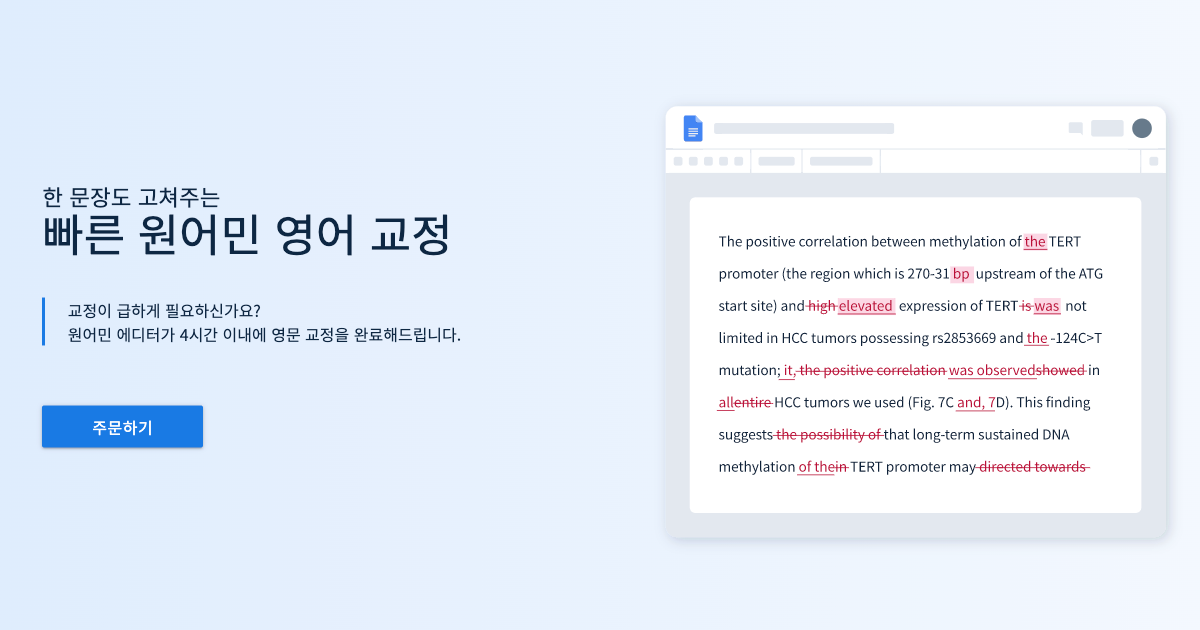 한 문장도 고쳐주는
빠른 원어민 영어 교정
교정이 급하게 필요하신가요?
원어민 에디터가 4시간 이내에 영문 교정을 완료해드립니다.
주문하기
The positive correlation between methylation of the TERT
promoter (the region which is 270-31 bp upstream of the ATG
start site) and high elevated expression of TERT is was not
limited in HCC tumors possessing rs2853669 and the -124C>T
mutation; it, the positive correlation was observedshowed in
allentire HCC tumors we used (Fig. 7C and, 7D). This finding
suggests the possibility of that long-term sustained DNA
methylation of thein TERT promoter may directed towards